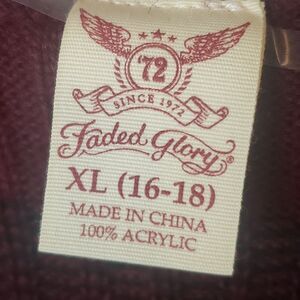 '72
SINCE 1972
Faded Glory®
XL (16-18)
MADE IN CHINA
100% ACRYLIC